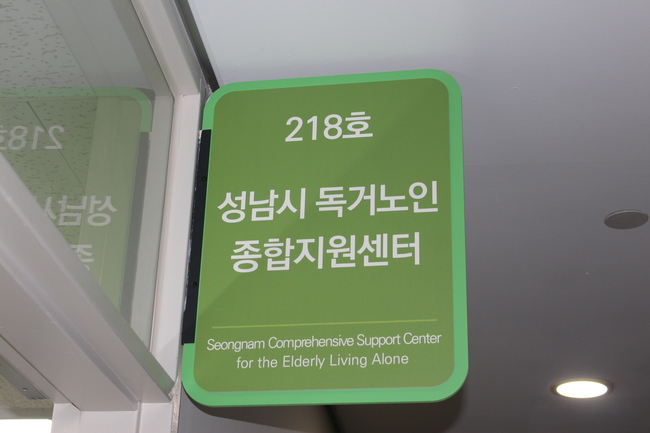 218호
성남시 독거노인
종합지원센터
Seongnam Comprehensive Support Center
for the Elderly Living Alone